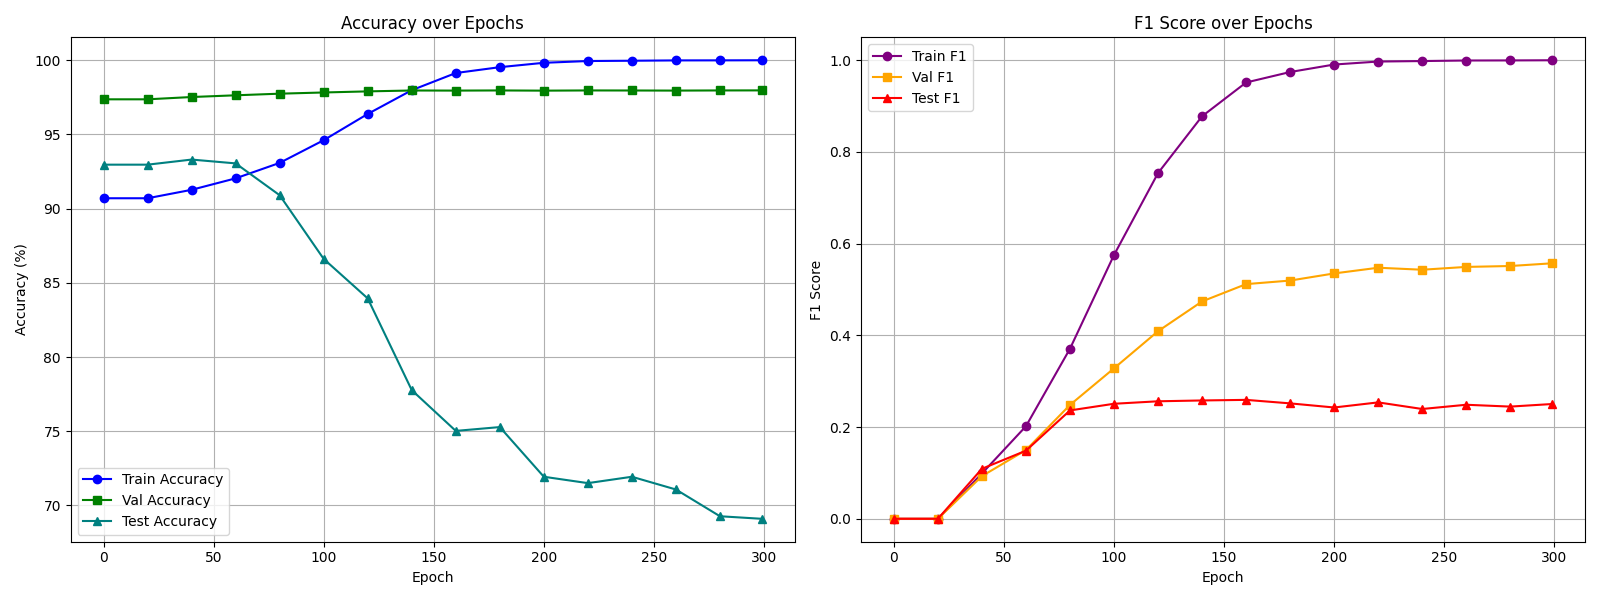 Accuracy over Epochs
100
95
90
85
80
75
70
Accuracy (%)
Train Accuracy
Val Accuracy
Test Accuracy
0 50 100 150 200 250 300
Epoch
F1 Score over Epochs
1.0
0.8
0.6
0.4
0.2
0.0
F1 Score
Train F1
Val F1
Test F1
0 50 100 150 200 250 300
Epoch